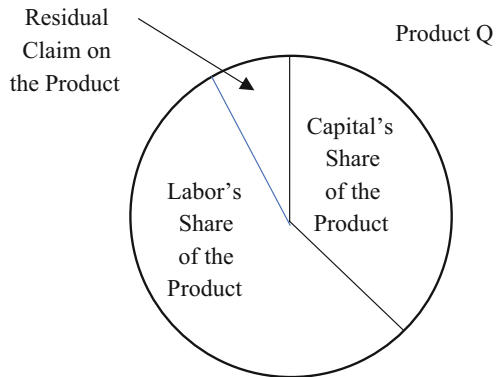 Residual
Claim on
the Product
Product Q
Capital's
Share
of the
Product
Labor's
Share
of the
Product